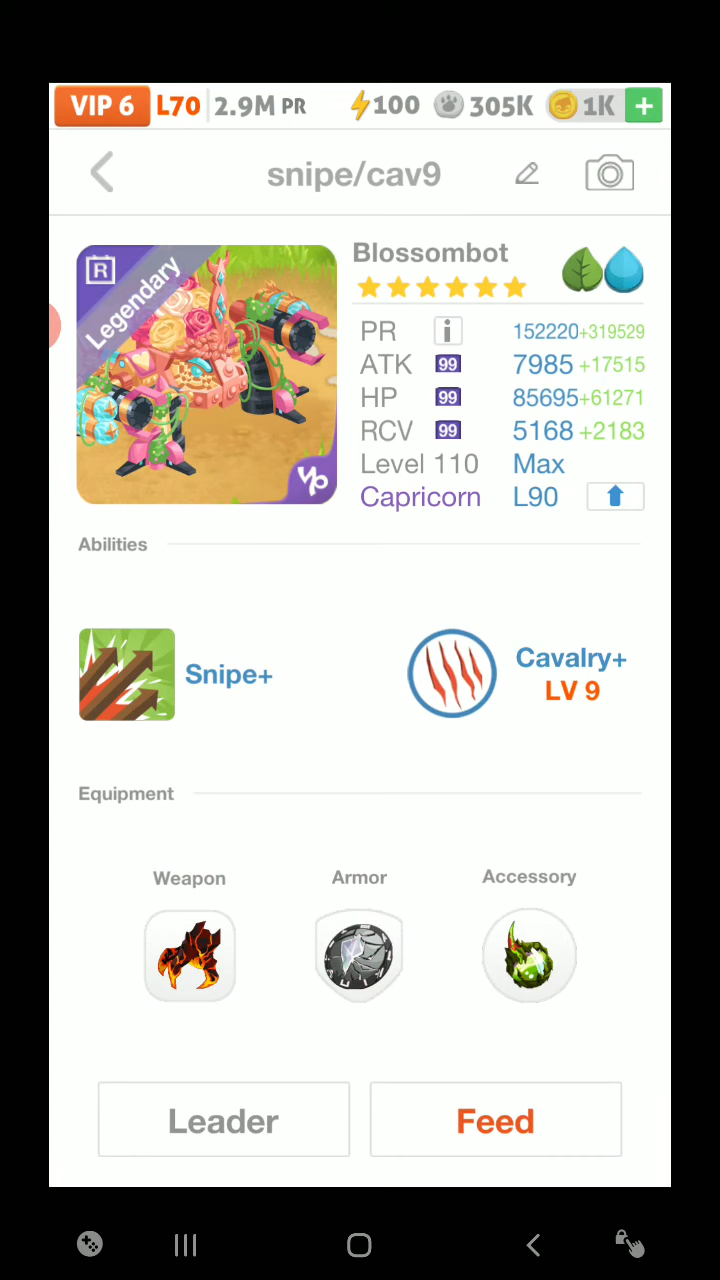 VIP 6 L70 2.9M PR 100 305K 1K +
snipe/cav9
R
Legendary
Blossombot
PR i 152220+319529
ATK 99 7985 +17515
HP 99 85695+61271
RCV 99 5168 +2183
Level 110 Max
Capricorn L90
Abilities
Snipe+
Cavalry+
LV 9
Equipment
Weapon Armor Accessory
Leader Feed